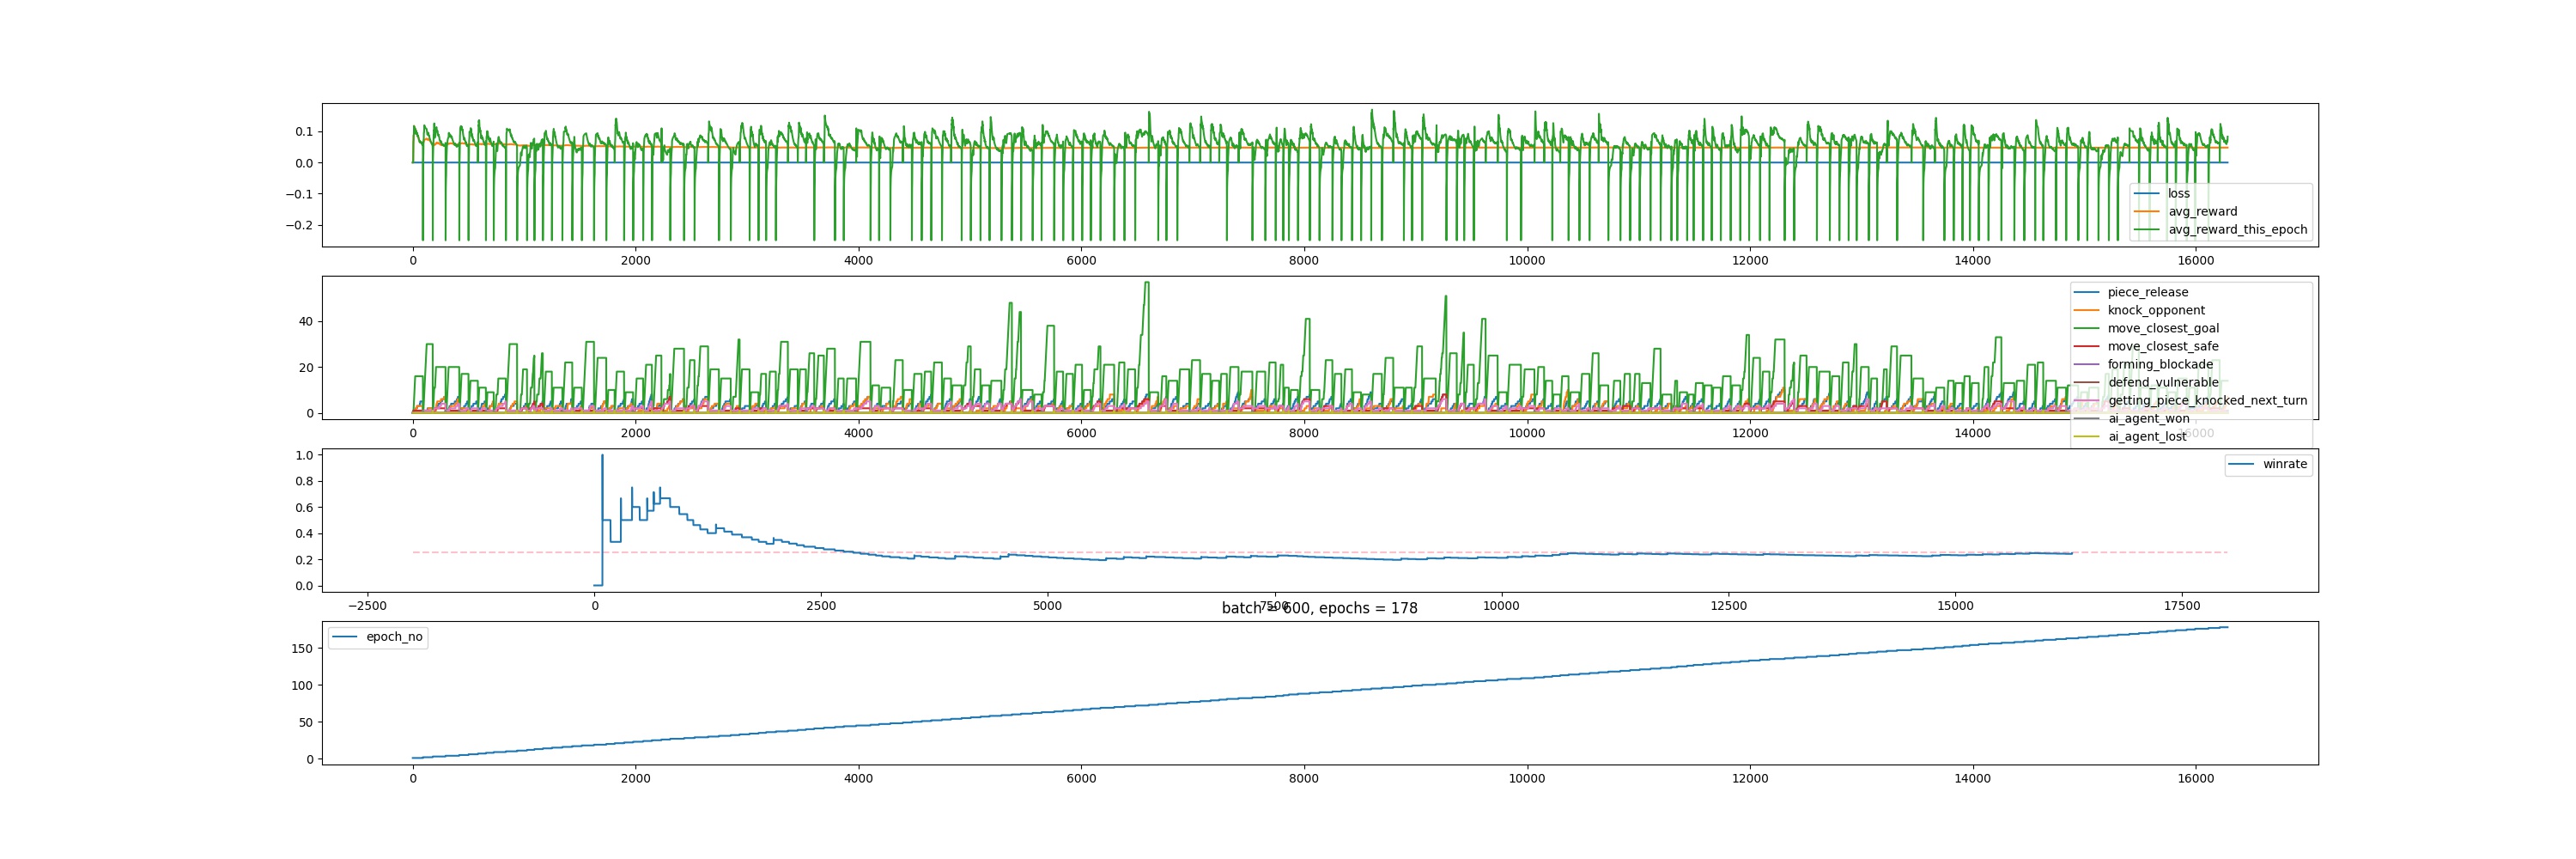 0.1
0.0
−0.1
−0.2
loss
avg_reward
avg_reward_this_epoch
0 2000 4000 6000 8000 10000 12000 14000 16000
40
20
0
piece_release
knock_opponent
move_closest_goal
move_closest_safe
forming_blockade
defend_vulnerable
getting_piece_knocked_next_turn
ai_agent_won
ai_agent_lost
0 2000 4000 6000 8000 10000 12000 14000 16000
1.0
0.8
0.6
0.4
0.2
0.0
winrate
−2500 0 2500 5000 7500 10000 12500 15000 17500
batch = 600, epochs = 178
150
100
50
0
epoch_no
0 2000 4000 6000 8000 10000 12000 14000 16000